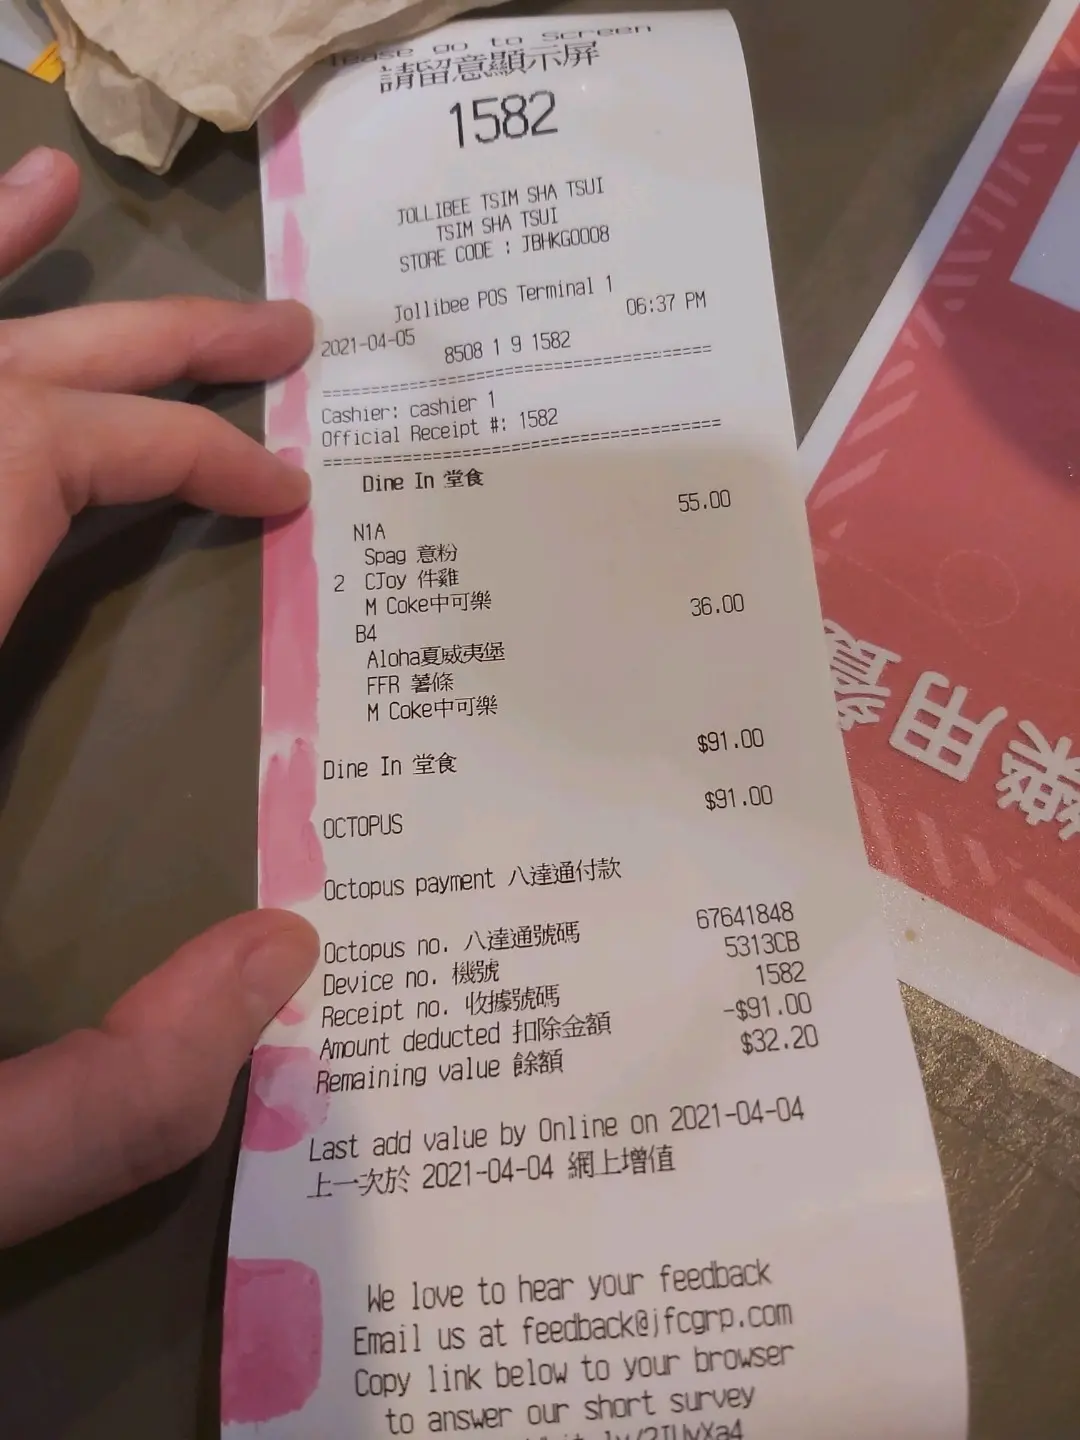 Please go to Screen
請留意顯示屏
1582
JOLLIBEE TSIM SHA TSUI
TSIM SHA TSUI
STORE CODE : JBHKG0008
Jollibee POS Terminal 1
2021-04-05 06:37 PM
8508 1 9 1582
Cashier: cashier 1
Official Receipt #: 1582
Dine In 堂食
N1A 55.00
Spag 意粉
2 CJoy 件雞
M Coke中可樂
B4 36.00
Aloha夏威夷堡
FFR 薯條
M Coke中可樂
Dine In 堂食 $91.00
OCTOPUS $91.00
Octopus payment 八達通付款
Octopus no. 八達通號碼 67641848
Device no. 機號 5313CB
Receipt no. 收據號碼 1582
Amount deducted 扣除金額 -$91.00
Remaining value 餘額 $32.20
Last add value by Online on 2021-04-04
上一次於 2021-04-04 網上增值
We love to hear your feedback
Email us at feedback@jfcgrp.com
Copy link below to your browser
to answer our short survey
樂用餐